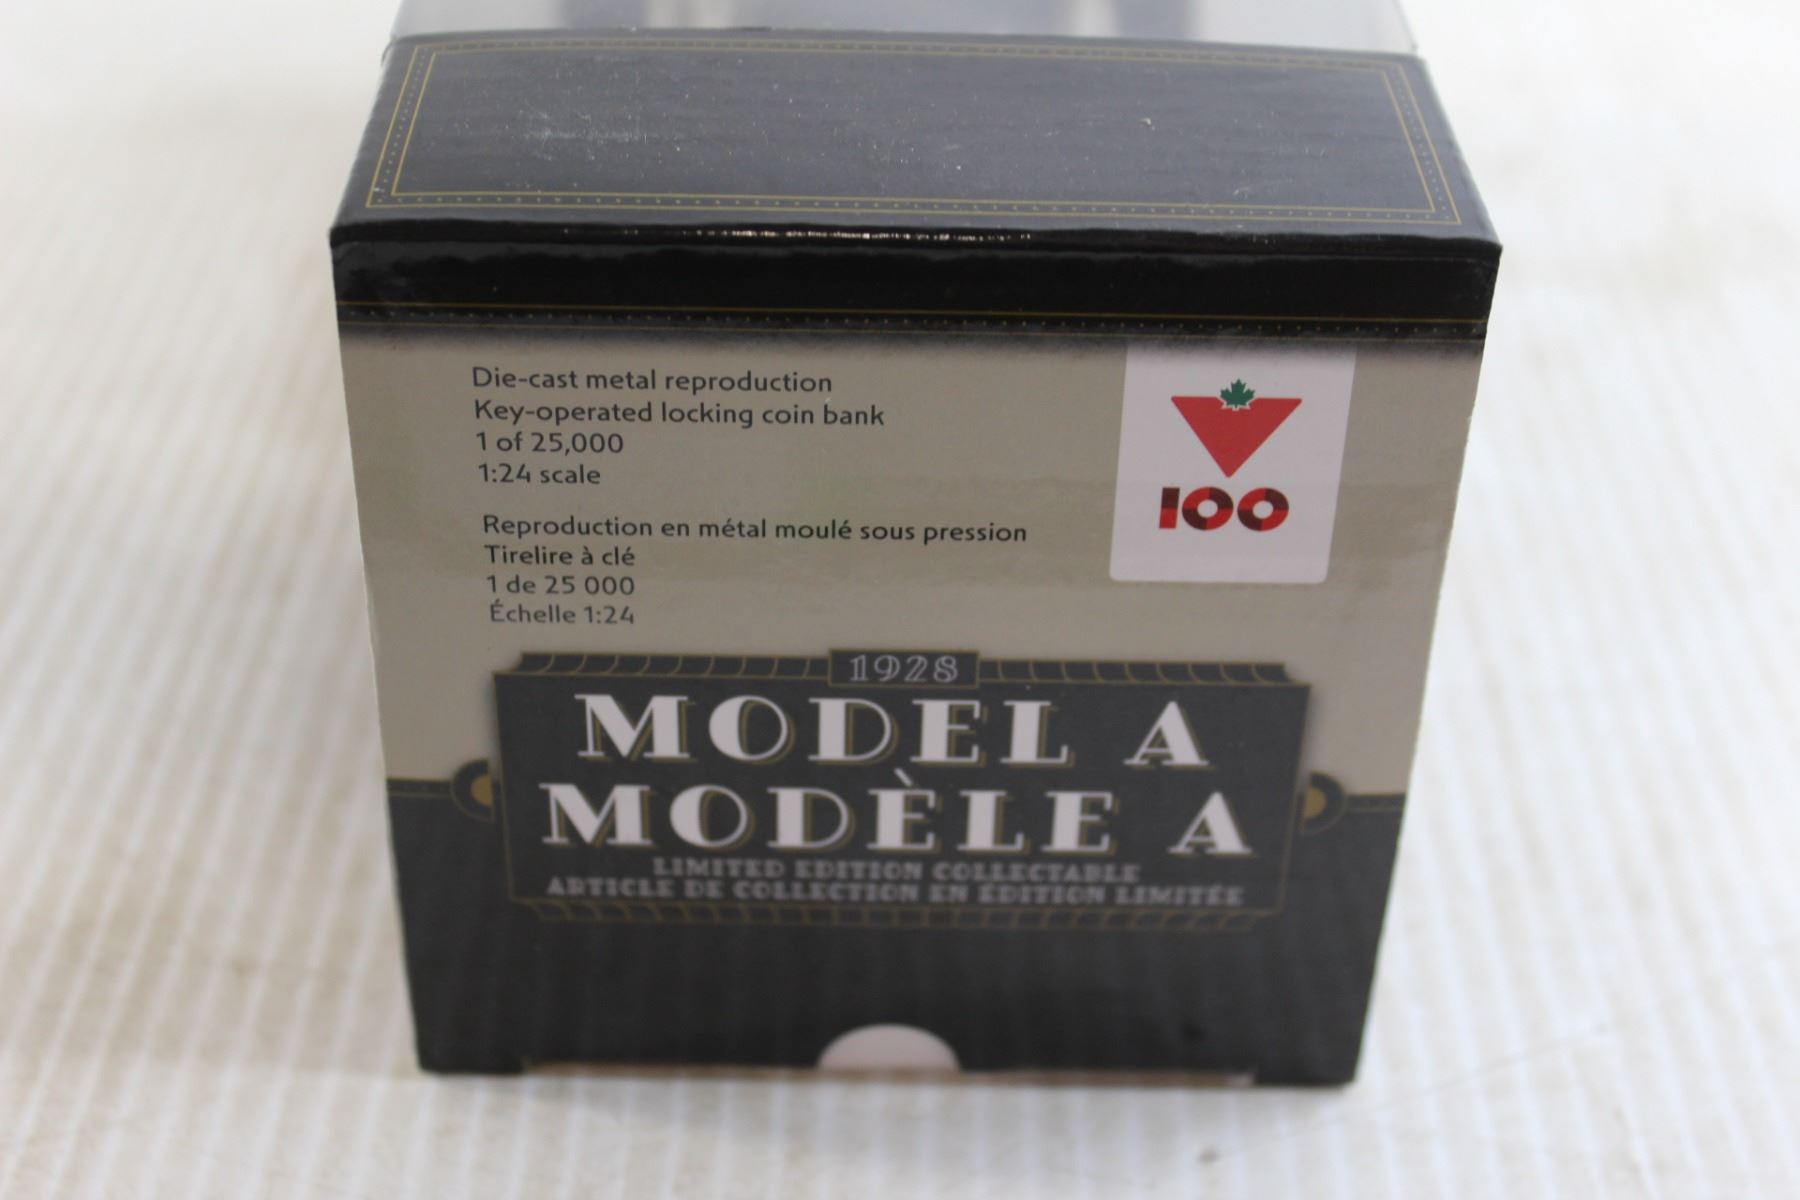 Die-cast metal reproduction
Key-operated locking coin bank
1 of 25,000
1:24 scale
Reproduction en métal moulé sous pression
Tirelire à clé
1 de 25 000
Échelle 1:24
100
1928
MODEL A
MODÈLE A
LIMITED EDITION COLLECTABLE
ARTICLE DE COLLECTION EN ÉDITION LIMITÉE